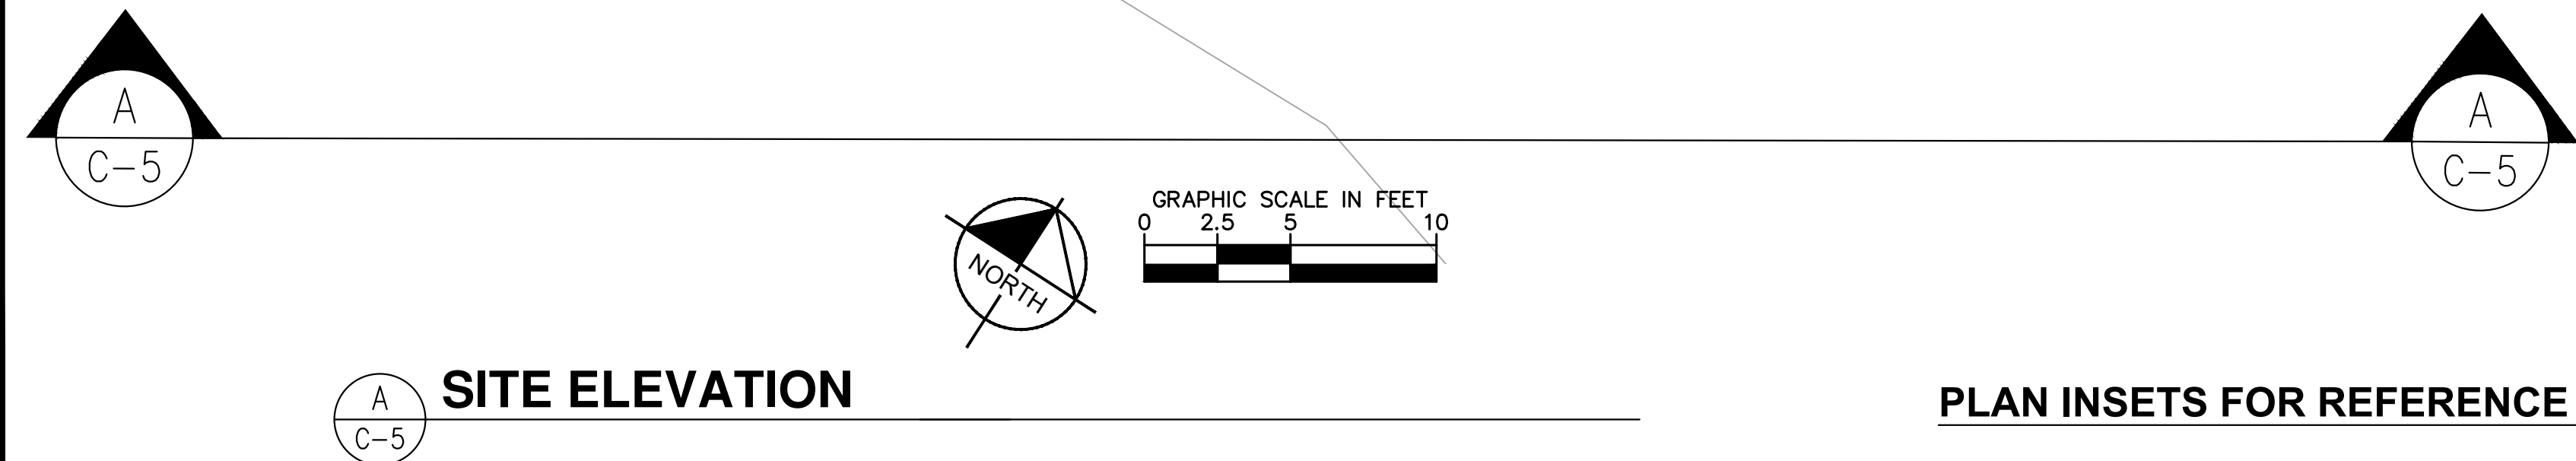 A
C-5
A
C-5
GRAPHIC SCALE IN FEET
0 2.5 5 10
NORTH
A
C-5
SITE ELEVATION
PLAN INSETS FOR REFERENCE